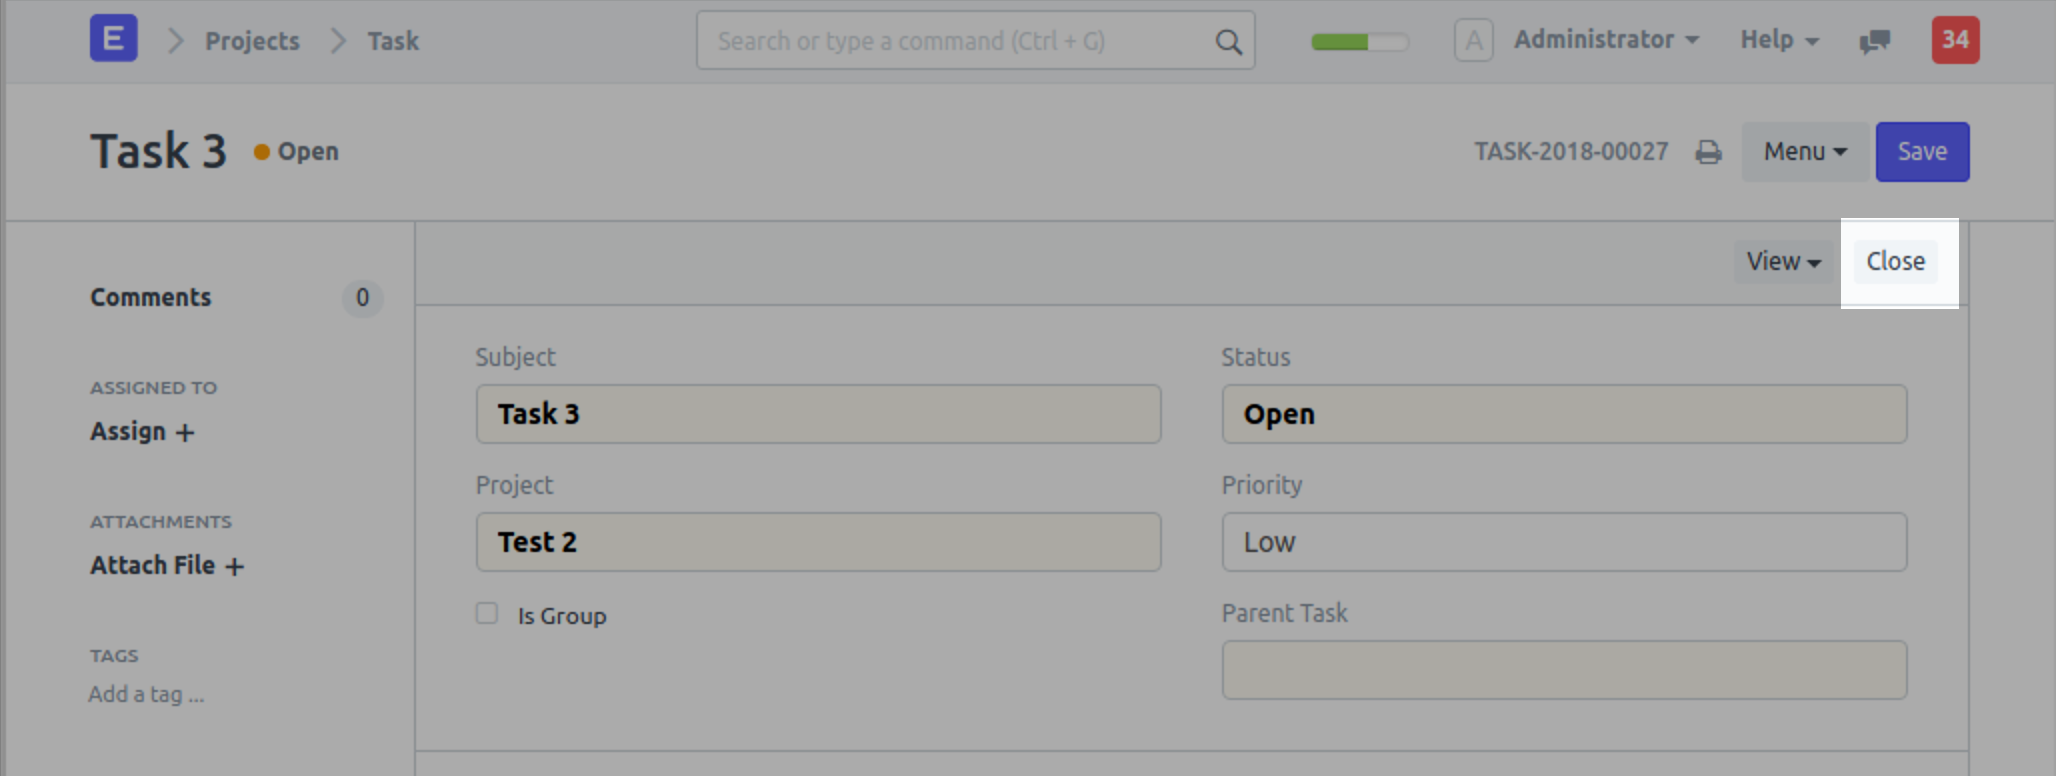 E Projects Task Search or type a command (Ctrl + G) A Administrator Help 34
Task 3 Open TASK-2018-00027 Menu Save
View Close
Comments 0
ASSIGNED TO
Assign +
ATTACHMENTS
Attach File +
TAGS
Add a tag ...
Subject
Task 3
Project
Test 2
Is Group
Status
Open
Priority
Low
Parent Task